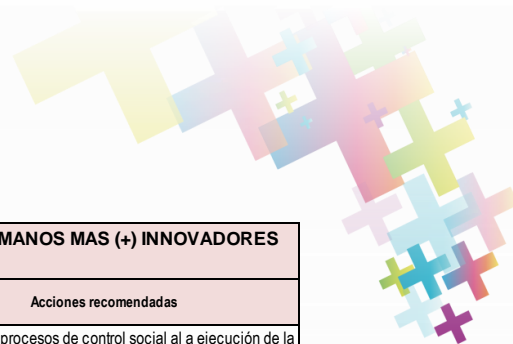 MANOS MAS (+) INNOVADORES
Acciones recomendadas
procesos de control social al a ejecución de la